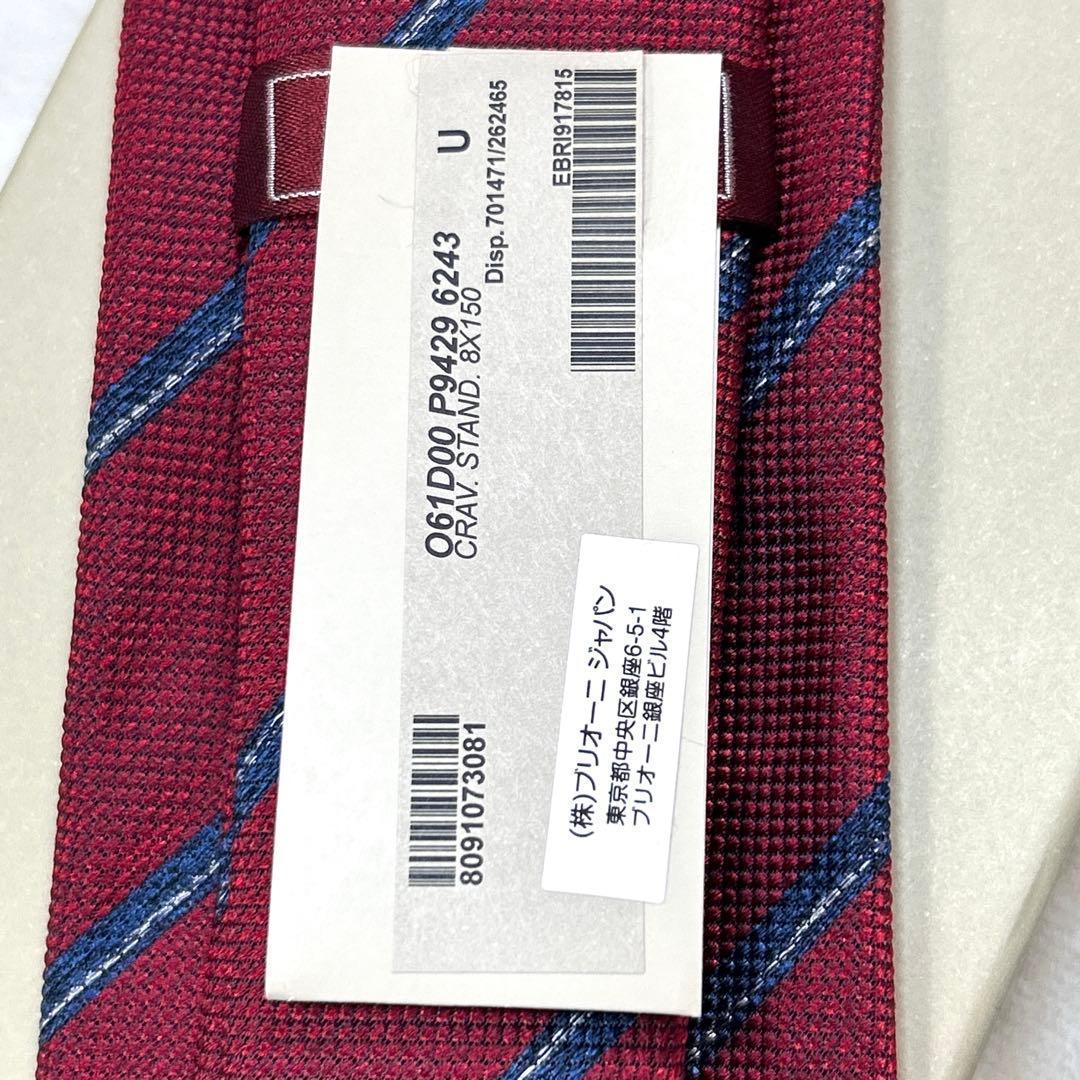 O61D00 P9429 6243
U
CRAV. STAND. 8X150
Disp.701471/262465
EBRI917815
8091073081
(株)ブリオーニ ジャパン
東京都中央区銀座6-5-1
ブリオーニ銀座ビル4階